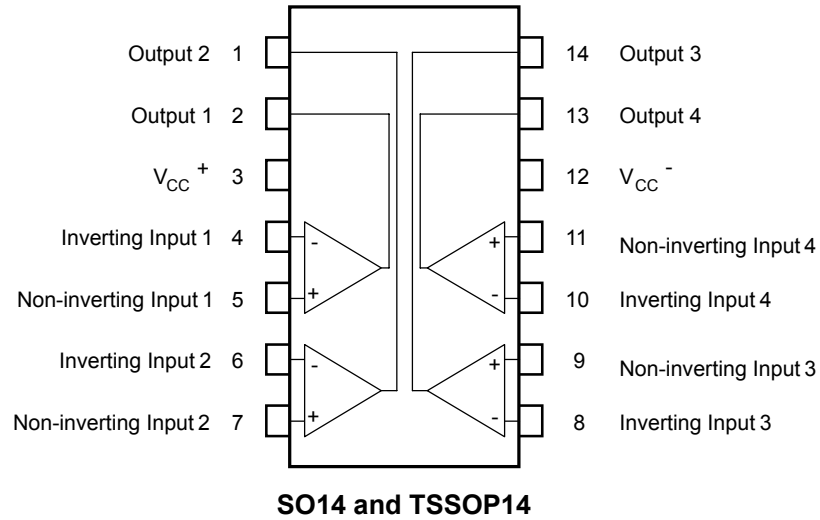 Output 2 1 14 Output 3
Output 1 2 13 Output 4
VCC + 3 12 VCC -
Inverting Input 1 4 - + 11 Non-inverting Input 4
Non-inverting Input 1 5 + - 10 Inverting Input 4
Inverting Input 2 6 - + 9 Non-inverting Input 3
Non-inverting Input 2 7 + - 8 Inverting Input 3
SO14 and TSSOP14